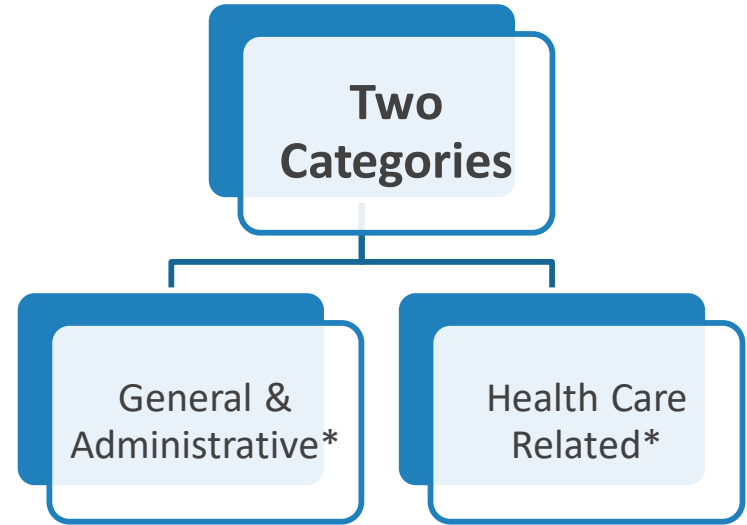 Two
Categories
General &
Administrative*
Health Care
Related*